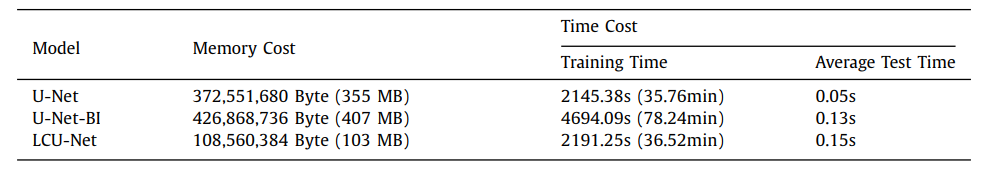 Model Memory Cost Time Cost
Training Time Average Test Time
U-Net 372,551,680 Byte (355 MB) 2145.38s (35.76min) 0.05s
U-Net-BI 426,868,736 Byte (407 MB) 4694.09s (78.24min) 0.13s
LCU-Net 108,560,384 Byte (103 MB) 2191.25s (36.52min) 0.15s